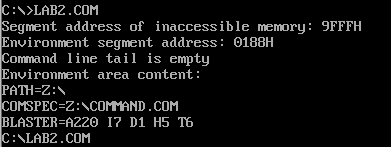 C:\>LAB2.COM
Segment address of inaccessible memory: 9FFFH
Environment segment address: 0188H
Command line tail is empty
Environment area content:
PATH=Z:\
COMSPEC=Z:\COMMAND.COM
BLASTER=A220 I7 D1 H5 T6
C:\LAB2.COM